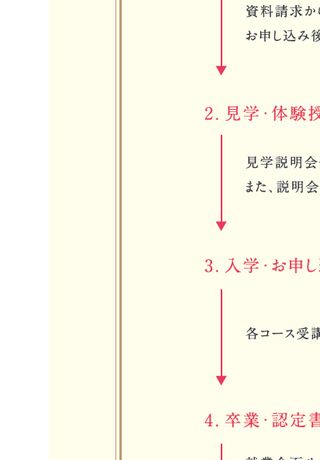 資料請求か
お申し込み後
2. 見学・体験授
見学説明会
また、説明会
3. 入学・お申し
各コース受講
4. 卒業・認定書